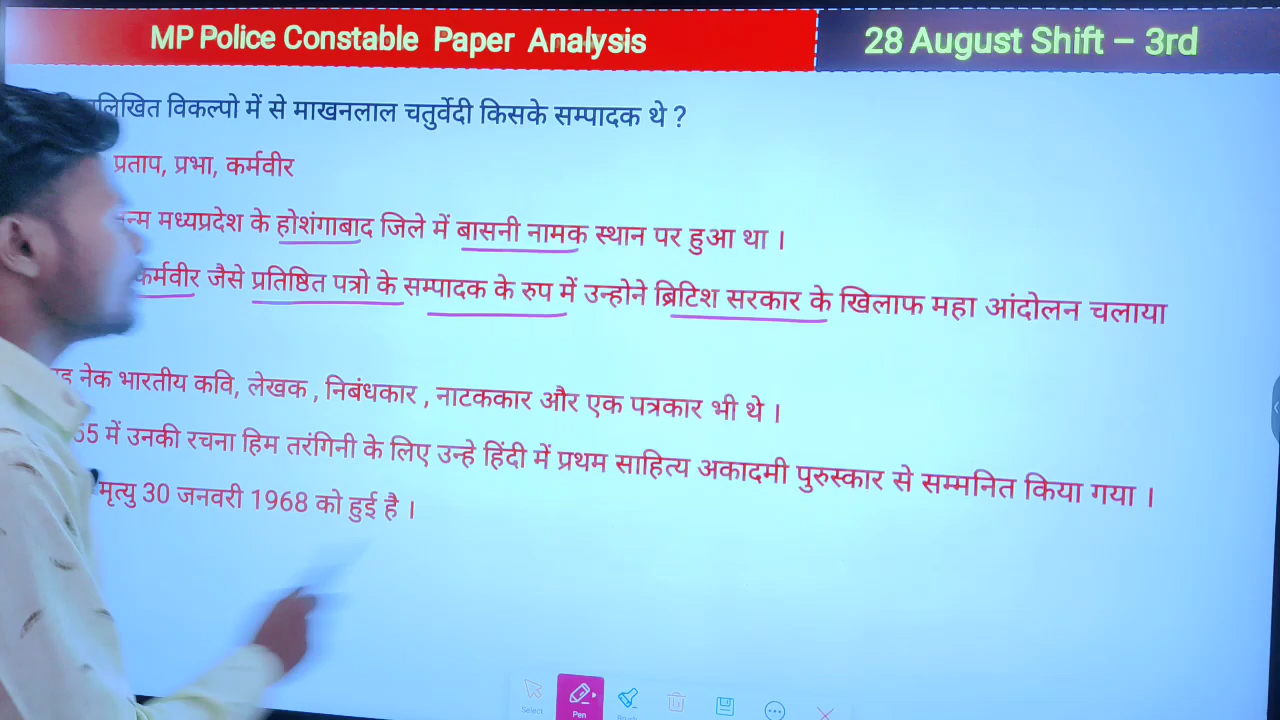 MP Police Constable Paper Analysis
28 August Shift – 3rd
विकल्पो में से माखनलाल चतुर्वेदी किसके सम्पादक थे ?
प्रताप, प्रभा, कर्मवीर
मध्यप्रदेश के होशंगाबाद जिले में बासनी नामक स्थान पर हुआ था ।
कर्मवीर जैसे प्रतिष्ठित पत्रो के सम्पादक के रुप में उन्होने ब्रिटिश सरकार के खिलाफ महा आंदोलन चलाया
नेक भारतीय कवि, लेखक , निबंधकार , नाटककार और एक पत्रकार भी थे ।
में उनकी रचना हिम तरंगिनी के लिए उन्हे हिंदी में प्रथम साहित्य अकादमी पुरुस्कार से सम्मनित किया गया ।
मृत्यु 30 जनवरी 1968 को हुई है ।
Select
Pen